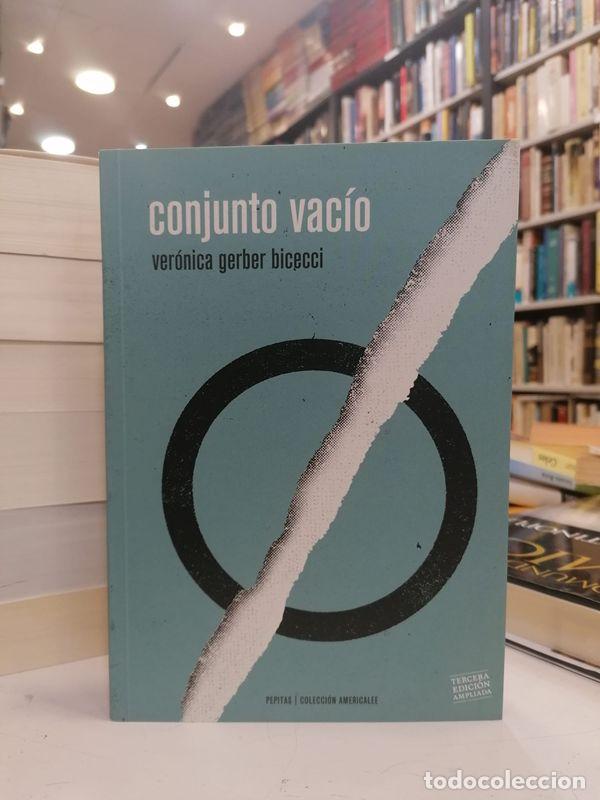 conjunto vacío
verónica gerber bicecci
PEPITAS | COLECCIÓN AMERICALEE
TERCERA
EDICIÓN
AMPLIADA
todocoleccion